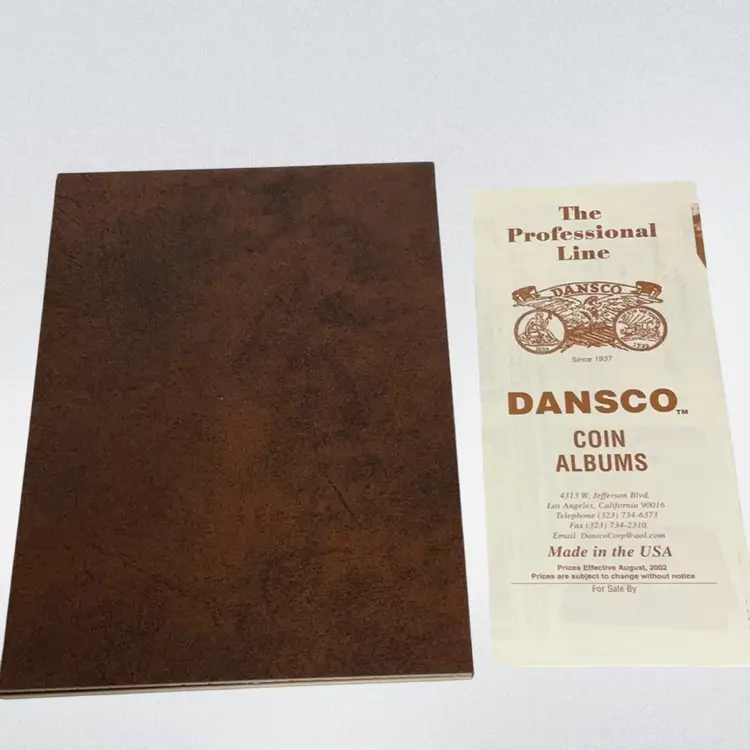 The
Professional
Line
DANSCO
Since 1937
DANSCO™
COIN
ALBUMS
4313 W. Jefferson Blvd.
Los Angeles, California 90016
Telephone (323) 734-6373
Fax (323) 734-2310
Email DanscoCorp@aol.com
Made in the USA
Prices Effective August, 2002
Prices are subject to change without notice
For Sale By